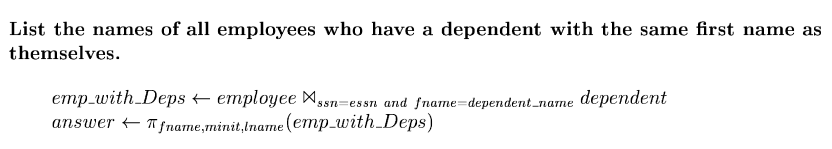 List the names of all employees who have a dependent with the same first name as
themselves.
emp_with_Deps ← employee ⋈ssn=essn and fname=dependent_name dependent
answer ← πfname,minit,lname(emp_with_Deps)